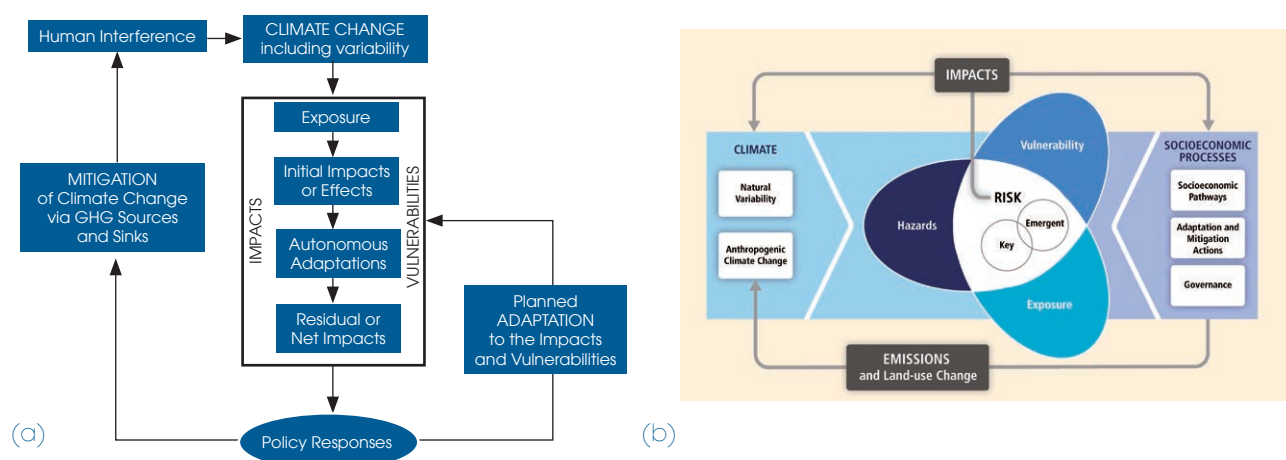 Human Interference
CLIMATE CHANGE
including variability
Exposure
Initial Impacts
or Effects
Autonomous
Adaptations
Residual or
Net Impacts
IMPACTS
VULNERABILITIES
MITIGATION
of Climate Change
via GHG Sources
and Sinks
Planned
ADAPTATION
to the Impacts
and Vulnerabilities
Policy Responses
(a)
IMPACTS
CLIMATE
Natural
Variability
Anthropogenic
Climate Change
Vulnerability
Hazards
RISK
Key
Emergent
Exposure
SOCIOECONOMIC
PROCESSES
Socioeconomic
Pathways
Adaptation and
Mitigation
Actions
Governance
EMISSIONS
and Land-use Change
(b)